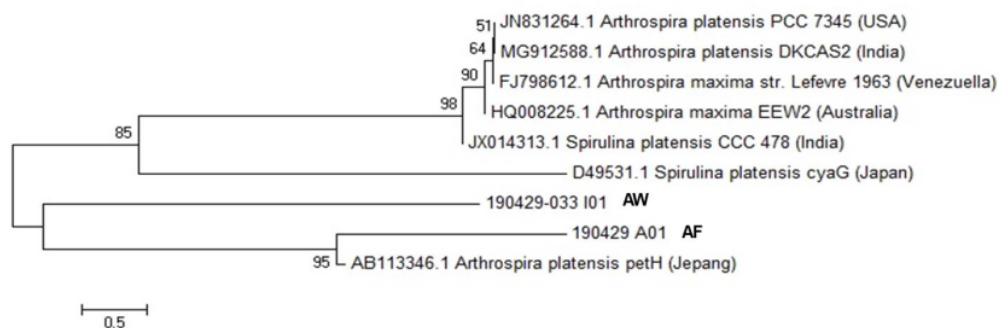 51 JN831264.1 Arthrospira platensis PCC 7345 (USA)
64 MG912588.1 Arthrospira platensis DKCAS2 (India)
90 FJ798612.1 Arthrospira maxima str. Lefevre 1963 (Venezuella)
98 HQ008225.1 Arthrospira maxima EEW2 (Australia)
85 JX014313.1 Spirulina platensis CCC 478 (India)
D49531.1 Spirulina platensis cyaG (Japan)
190429-033 I01 AW
190429 A01 AF
95 AB113346.1 Arthrospira platensis petH (Jepang)
0.5